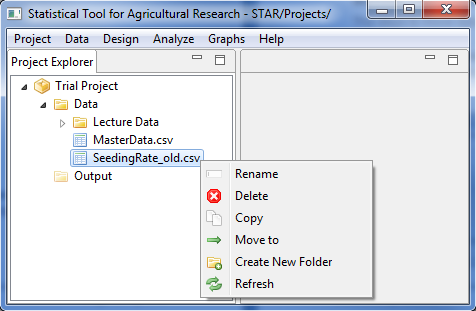 Statistical Tool for Agricultural Research - STAR/Projects/
Project Data Design Analyze Graphs Help
Project Explorer
Trial Project
Data
Lecture Data
MasterData.csv
SeedingRate_old.csv
Output
Rename
Delete
Copy
Move to
Create New Folder
Refresh